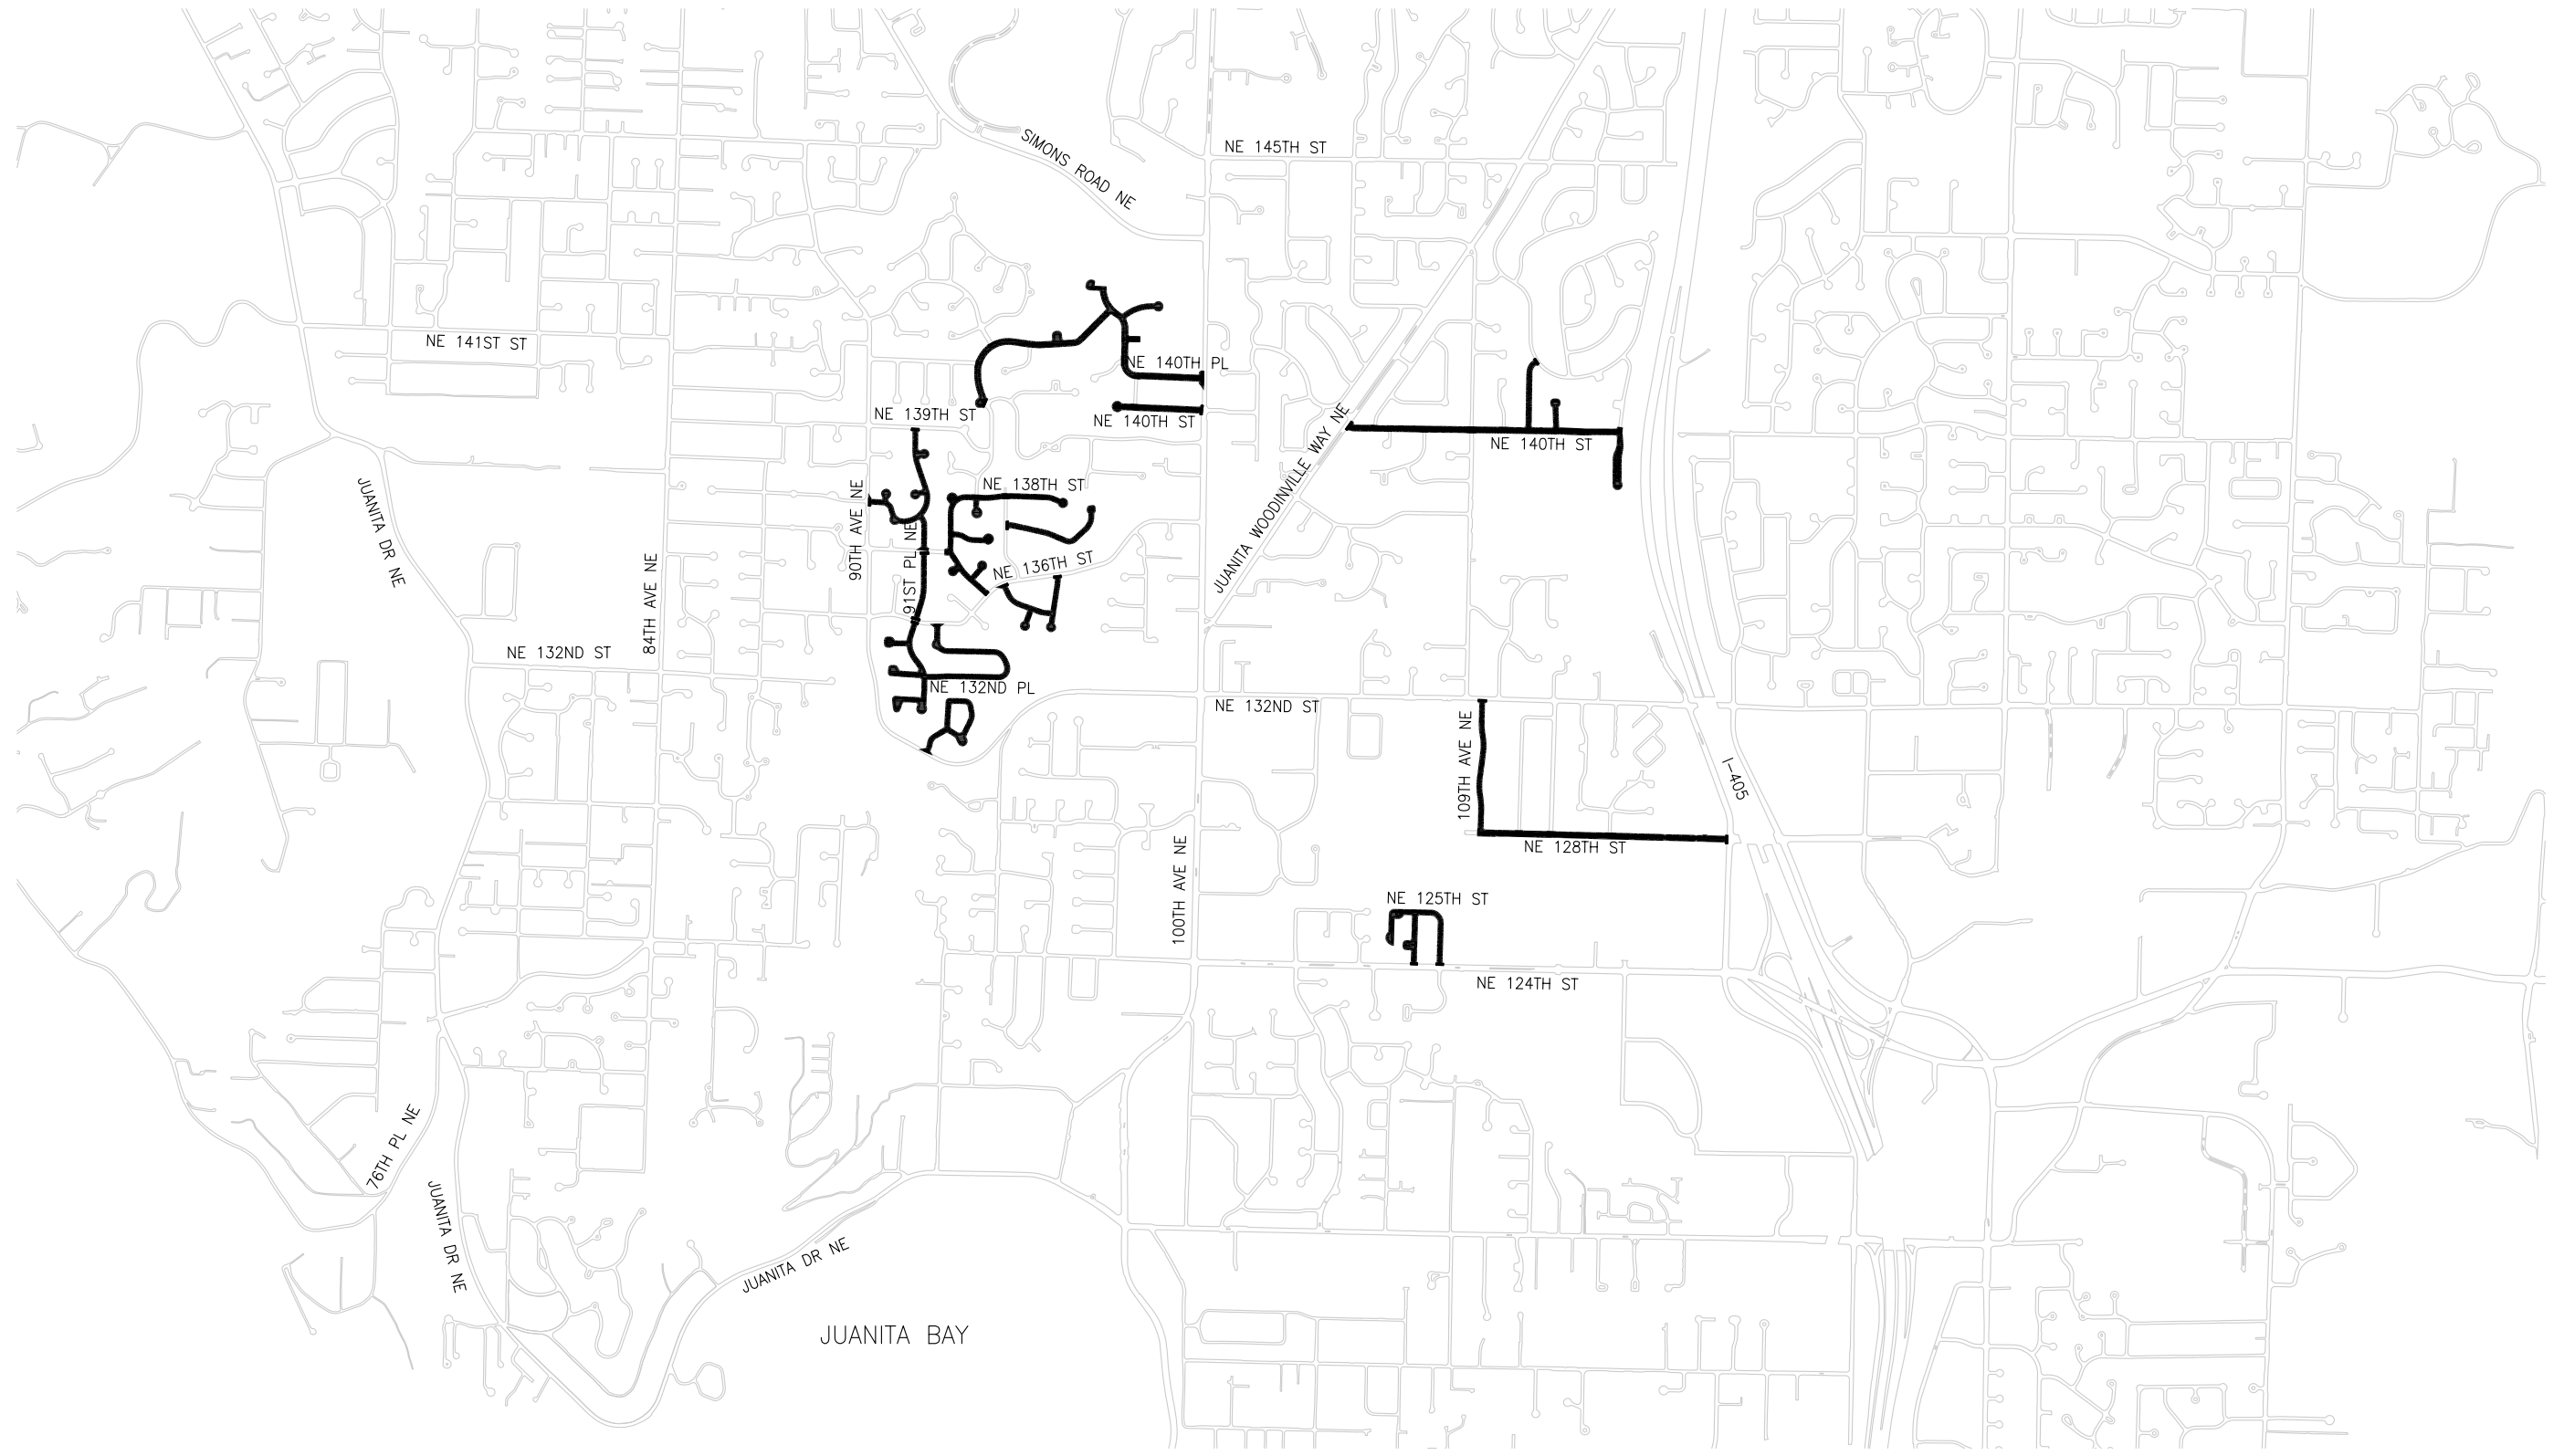 NE 145TH ST
SIMONS ROAD NE
NE 141ST ST
NE 140TH PL
NE 139TH ST
NE 140TH ST
JUANITA WOODINVILLE WAY NE
NE 140TH ST
JUANITA DR NE
90TH AVE NE
NE 138TH ST
NE 136TH ST
91ST PL NE
84TH AVE NE
NE 132ND ST
NE 132ND PL
NE 132ND ST
109TH AVE NE
I-405
100TH AVE NE
NE 128TH ST
NE 125TH ST
NE 124TH ST
76TH PL NE
JUANITA DR NE
JUANITA DR NE
JUANITA BAY